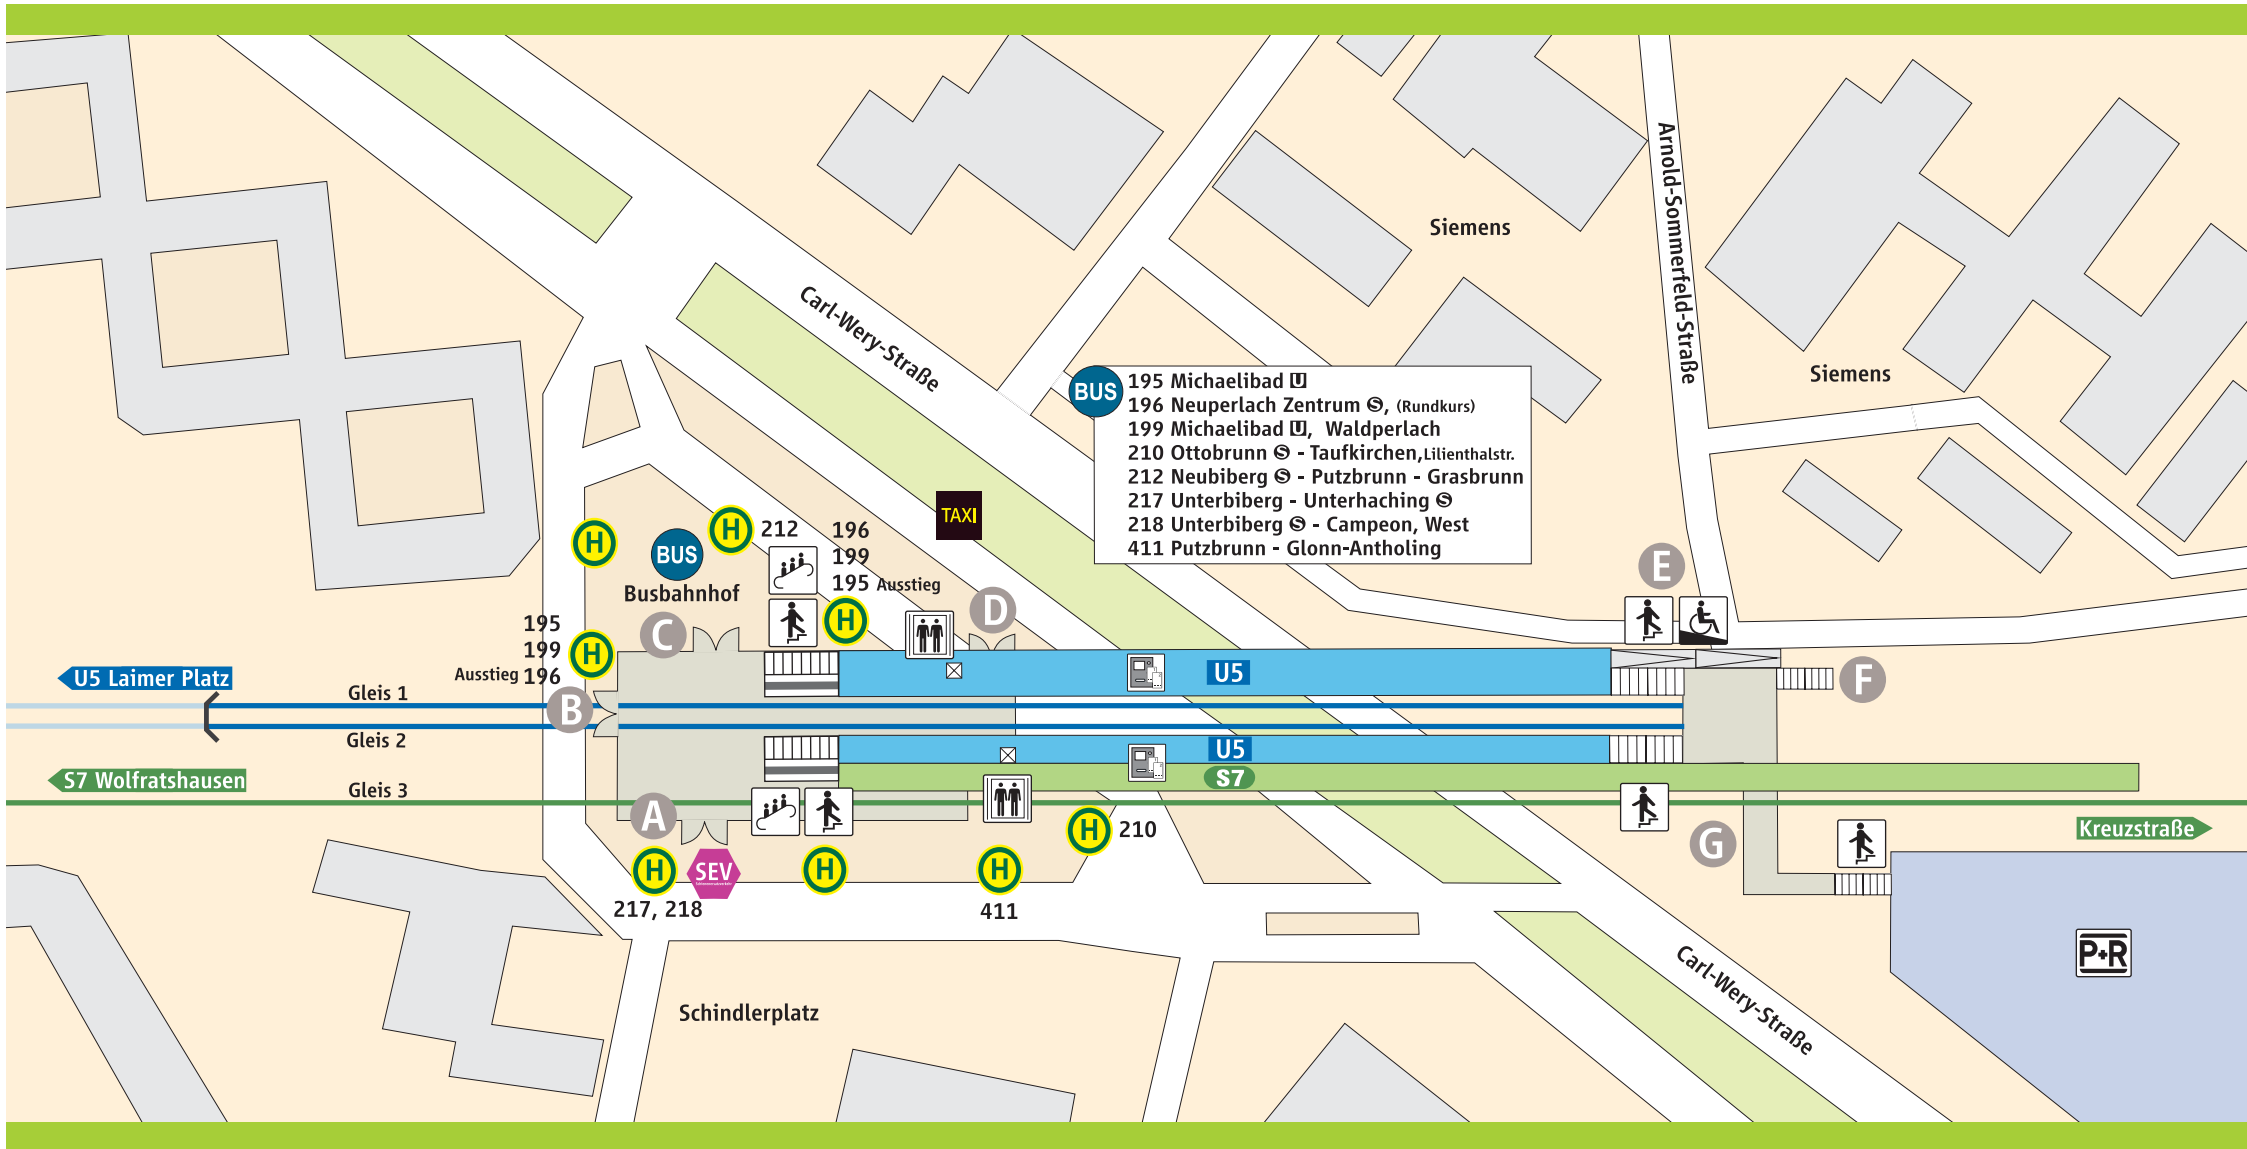 Arnold-Sommerfeld-Straße
Siemens
Carl-Wery-Straße
Siemens
BUS
195 Michaelibad U
196 Neuperlach Zentrum S, (Rundkurs)
199 Michaelibad U, Waldperlach
210 Ottobrunn S - Taufkirchen, Lilienthalstr.
212 Neubiberg S - Putzbrunn - Grasbrunn
217 Unterbiberg - Unterhaching S
218 Unterbiberg S - Campeon, West
411 Putzbrunn - Glonn-Antholing
TAXI
H
H 212
196
199
195 Ausstieg
H
BUS
Busbahnhof
C
D
E
F
195
199
Ausstieg 196
H
B
U5 Laimer Platz
Gleis 1
Gleis 2
U5
U5
S7
S7 Wolfratshausen
Gleis 3
A
H
217, 218
SEV
H
H
411
H 210
G
Kreuzstraße
P+R
Carl-Wery-Straße
Schindlerplatz